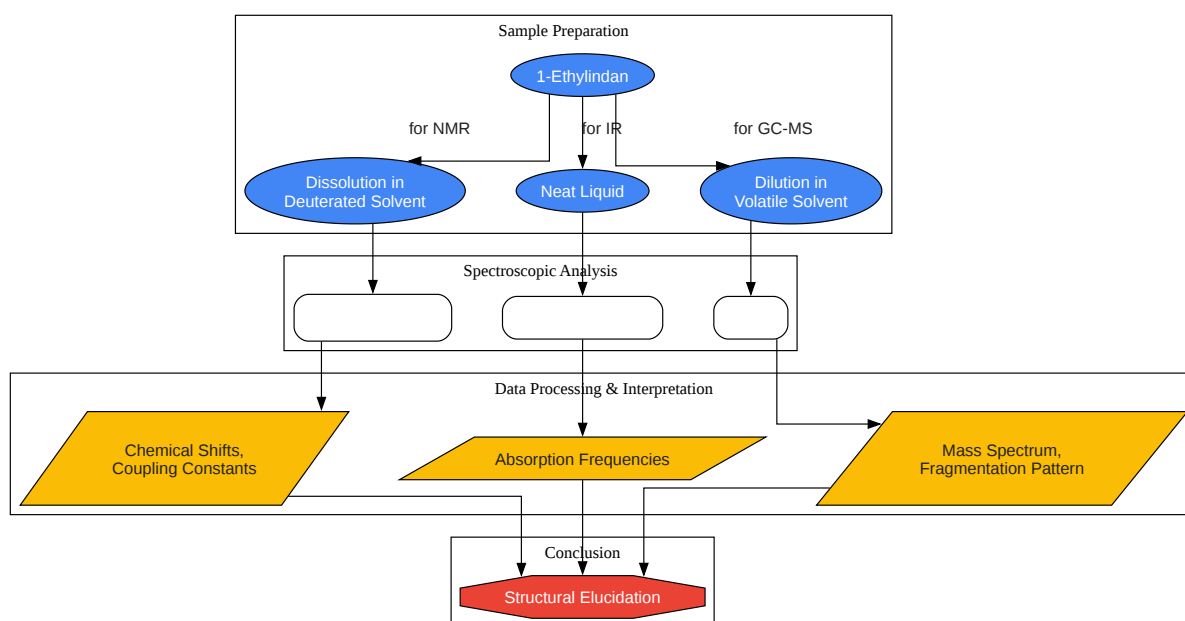 Sample Preparation
1-Ethylindan
for NMR
for IR
for GC-MS
Dissolution in
Deuterated Solvent
Neat Liquid
Dilution in
Volatile Solvent
Spectroscopic Analysis
Data Processing & Interpretation
Chemical Shifts,
Coupling Constants
Absorption Frequencies
Mass Spectrum,
Fragmentation Pattern
Conclusion
Structural Elucidation